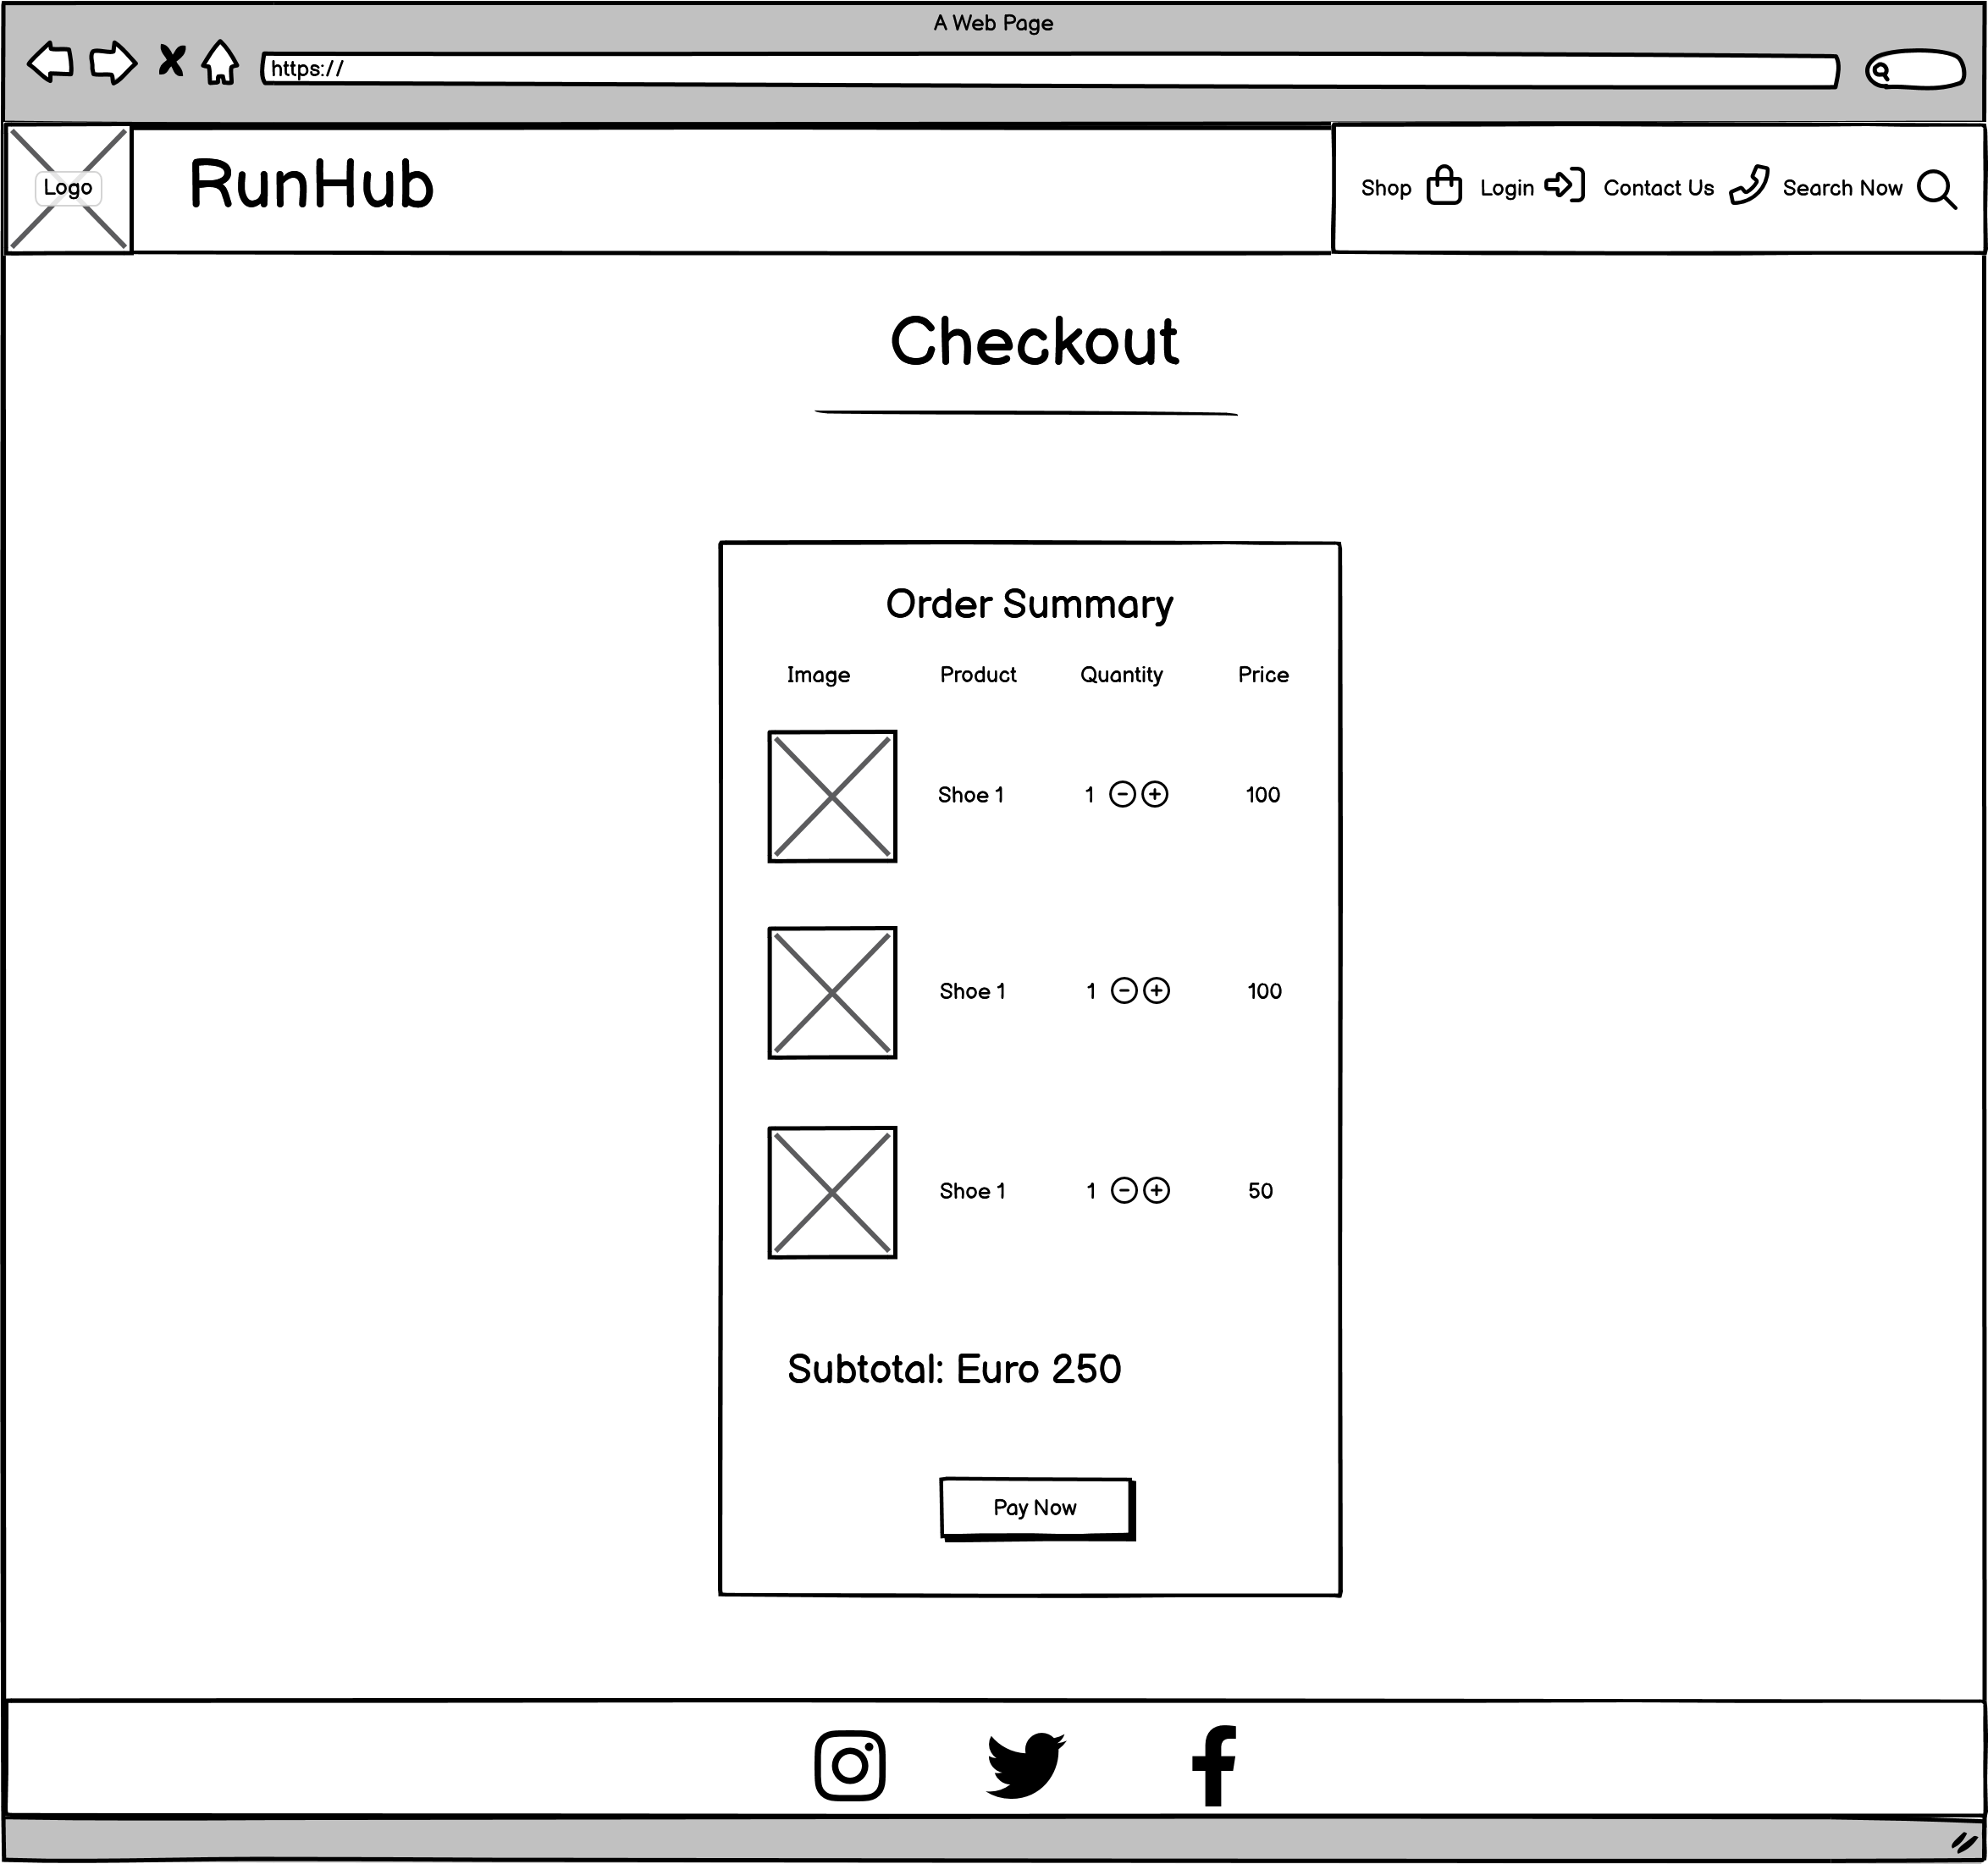 A Web Page
https://
Logo
RunHub
Shop Login Contact Us Search Now
Checkout
Order Summary
Image Product Quantity Price
Shoe 1 1 100
Shoe 1 1 100
Shoe 1 1 50
Subtotal: Euro 250
Pay Now